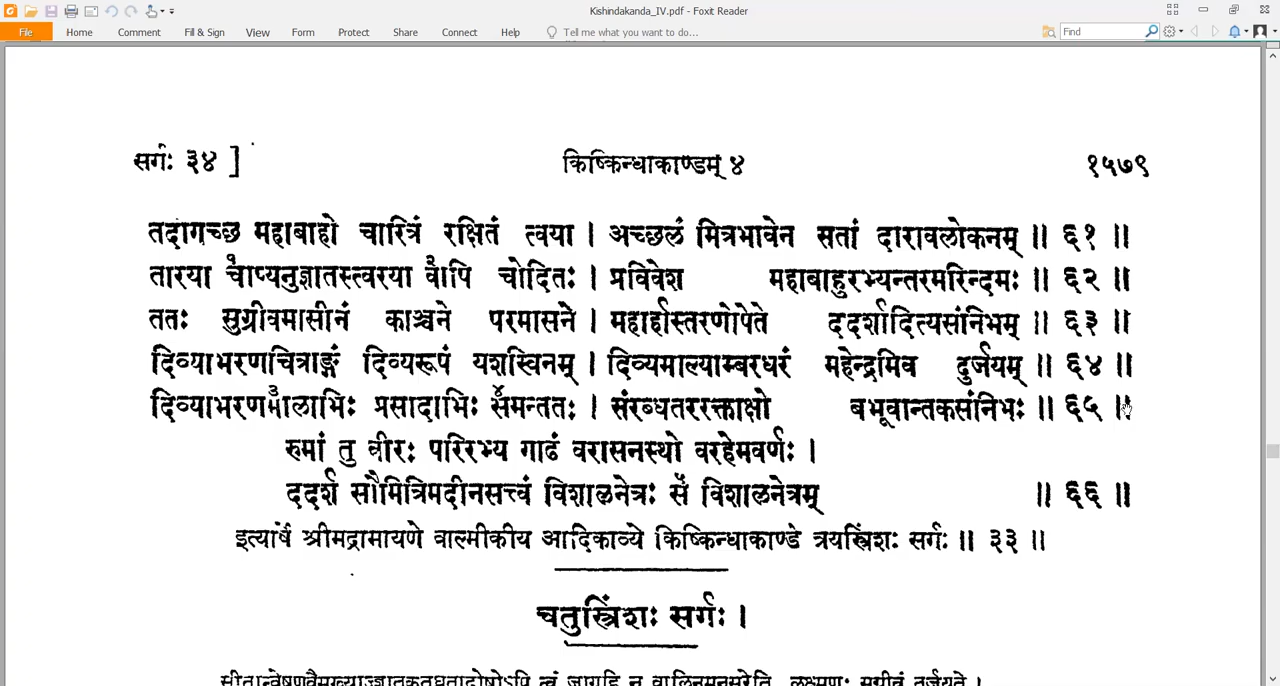 Kishindakanda_IV.pdf - Foxit Reader
File Home Comment Fill & Sign View Form Protect Share Connect Help Tell me what you want to do... Find
सर्गः ३४ ] किष्किन्धाकाण्डम् ४ १५७९
तदागच्छ महाबाहो चारित्रं रक्षितं त्वया । अच्छलं मित्रभावेन सतां दारावलोकनम् ॥ ६१ ॥
तारया चाप्यनुज्ञातस्त्वरया वापि चोदितः । प्रविवेश महाबाहुरभ्यन्तरमरिन्दमः ॥ ६२ ॥
ततः सुग्रीवमासीनं काञ्चने परमासने । महार्हास्तरणोपेते ददर्शादित्यसंनिभम् ॥ ६३ ॥
दिव्याभरणचित्राङ्गं दिव्यरूपं यशस्विनम् । दिव्यमाल्याम्बरधरं महेन्द्रमिव दुर्जयम् ॥ ६४ ॥
दिव्याभरणमालाभिः प्रमदाभिः समन्ततः । संरब्धतररक्ताक्षो बभूवान्तकसंनिभः ॥ ६५ ॥
रुमां तु वीरः परिरभ्य गाढं वरासनस्थो वरहेमवर्णः ।
ददर्श सौमित्रिमदीनसत्त्वं विशालनेत्रः स विशालनेत्रम् ॥ ६६ ॥
इत्यार्षे श्रीमद्रामायणे वाल्मीकीय आदिकाव्ये किष्किन्धाकाण्डे त्रयस्त्रिंशः सर्गः ॥ ३३ ॥
चतुस्त्रिंशः सर्गः ।